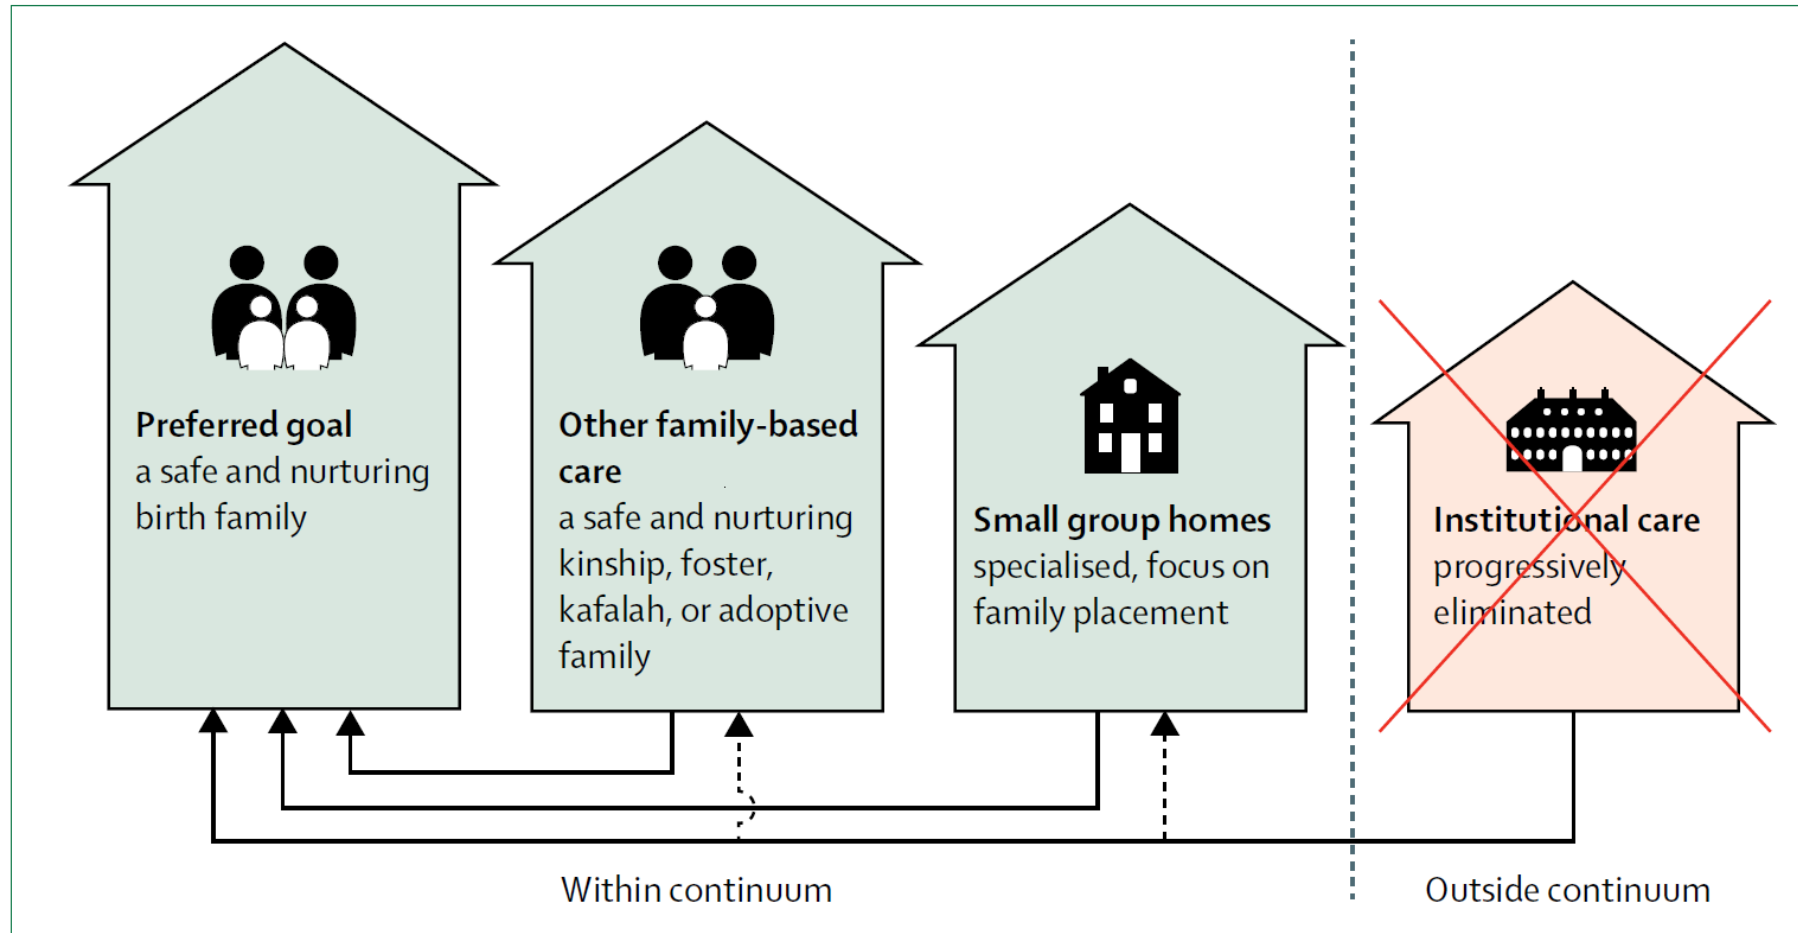 Preferred goal
a safe and nurturing
birth family
Other family-based
care
a safe and nurturing
kinship, foster,
kafalah, or adoptive
family
Small group homes
specialised, focus on
family placement
Institutional care
progressively
eliminated
Within continuum
Outside continuum